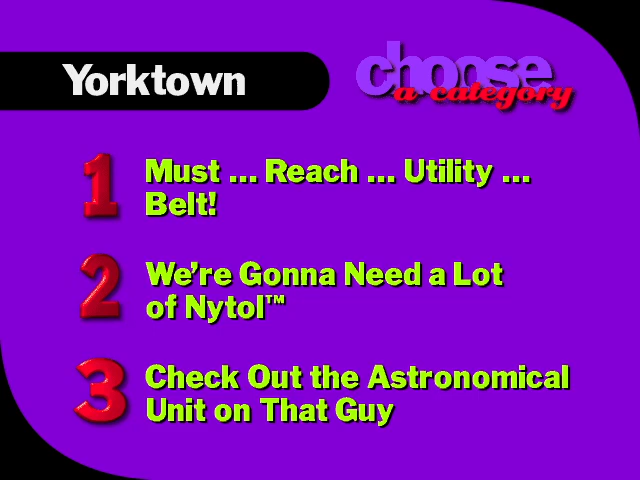 Yorktown
choose
a category
1
Must ... Reach ... Utility ...
Belt!
2
We're Gonna Need a Lot
of Nytol™
3
Check Out the Astronomical
Unit on That Guy